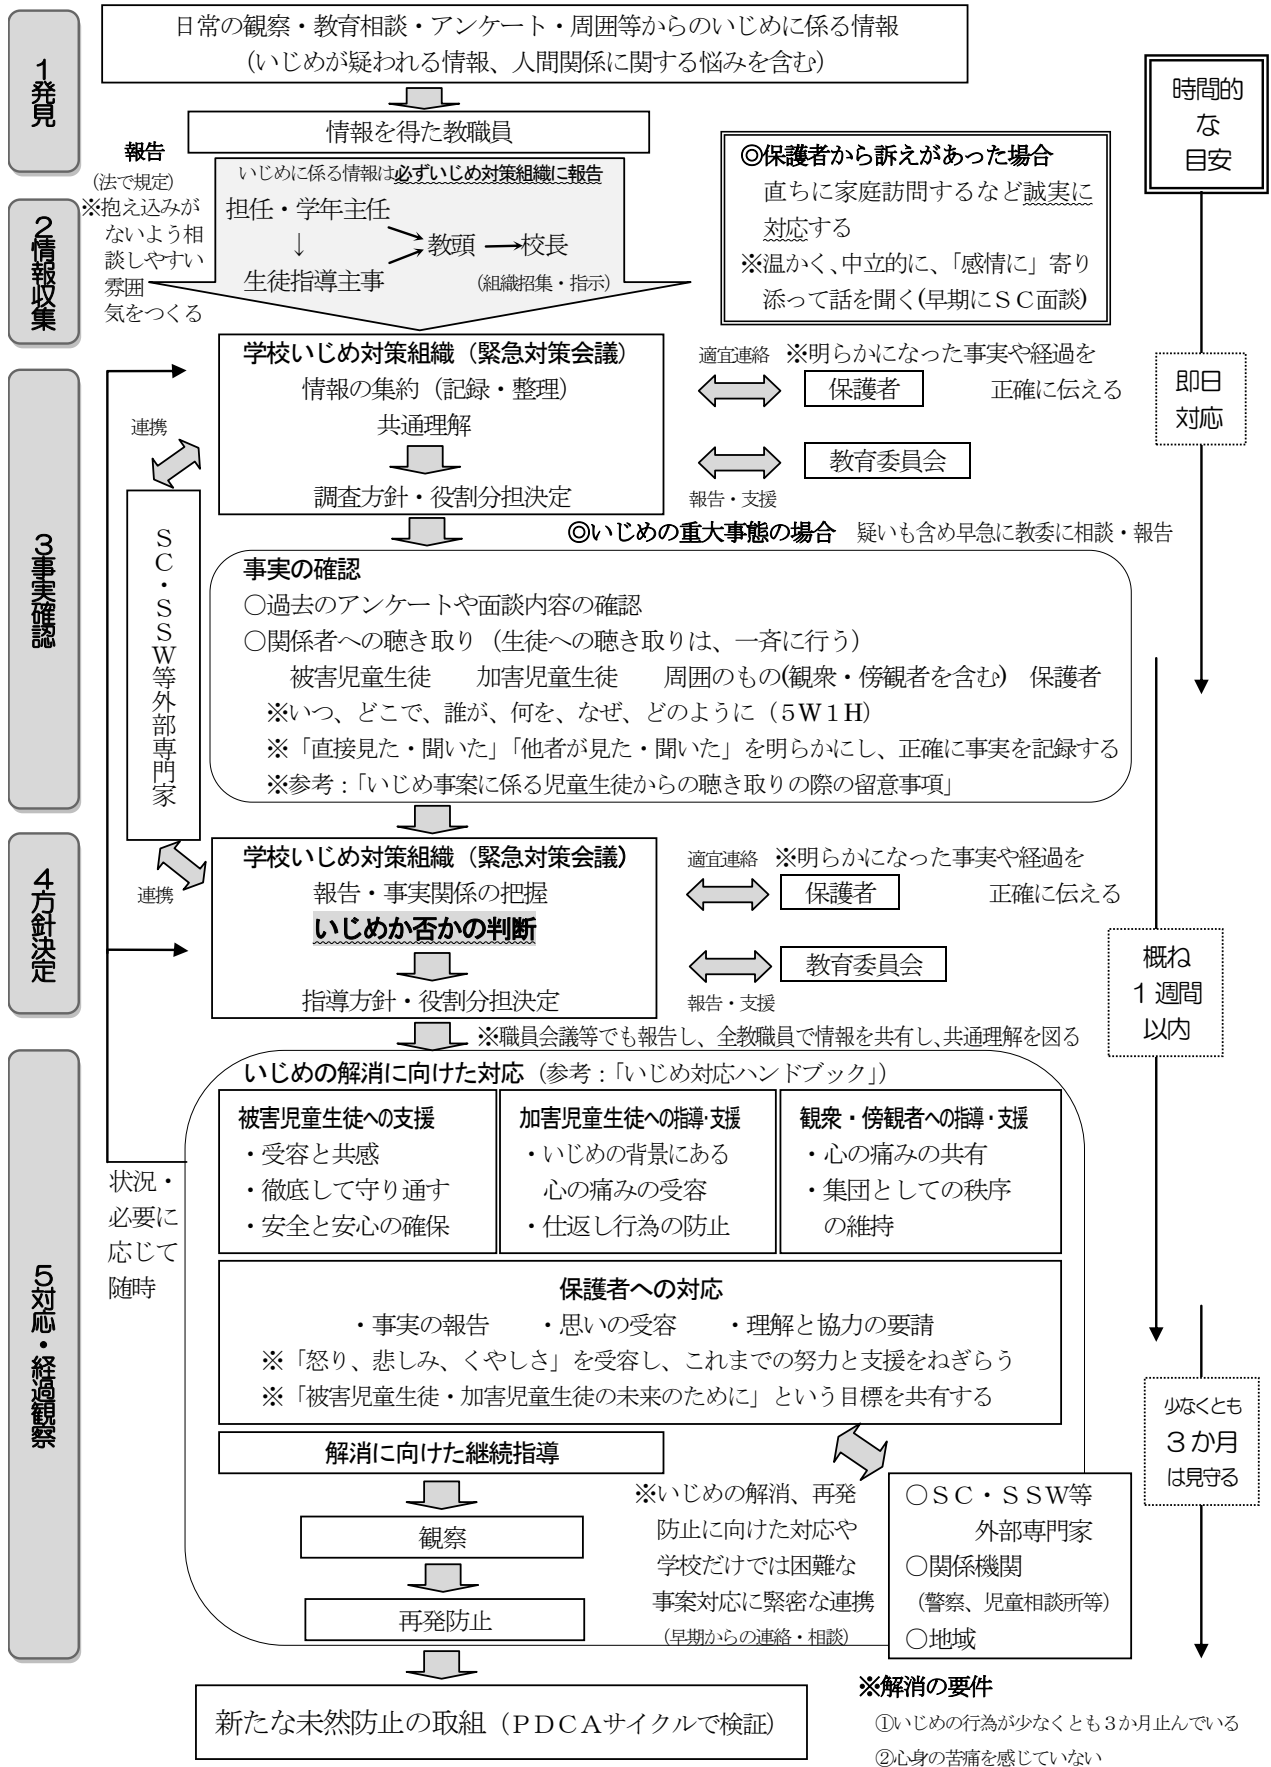 日常の観察・教育相談・アンケート・周囲等からのいじめに係る情報
(いじめが疑われる情報、人間関係に関する悩みを含む)
1発見
情報を得た教職員
時間的
な
目安
報告
(法で規定)
※抱え込みが
ないよう相
談しやすい
雰囲
気をつくる
いじめに係る情報は必ずいじめ対策組織に報告
担任・学年主任
↓
教頭
校長
生徒指導主事
(組織招集・指示)
◎保護者から訴えがあった場合
直ちに家庭訪問するなど誠実に
対応する
※温かく、中立的に、「感情に」寄り
添って話を聞く(早期にSC面談)
2情報収集
学校いじめ対策組織(緊急対策会議)
情報の集約(記録・整理)
共通理解
調査方針・役割分担決定
適宜連絡 ※明らかになった事実や経過を
保護者 正確に伝える
教育委員会
報告・支援
即日
対応
連携
SC・SSW等外部専門家
3事実確認
◎いじめの重大事態の場合 疑いも含め早急に教委に相談・報告
事実の確認
○過去のアンケートや面談内容の確認
○関係者への聴き取り(生徒への聴き取りは、一斉に行う)
被害児童生徒 加害児童生徒 周囲のもの(観衆・傍観者を含む) 保護者
※いつ、どこで、誰が、何を、なぜ、どのように(5W1H)
※「直接見た・聞いた」「他者が見た・聞いた」を明らかにし、正確に事実を記録する
※参考:「いじめ事案に係る児童生徒からの聴き取りの際の留意事項」
4方針決定
連携
学校いじめ対策組織(緊急対策会議)
報告・事実関係の把握
いじめか否かの判断
指導方針・役割分担決定
適宜連絡 ※明らかになった事実や経過を
保護者 正確に伝える
教育委員会
報告・支援
概ね
1週間
以内
※職員会議等でも報告し、全教職員で情報を共有し、共通理解を図る
5対応・経過観察
いじめの解消に向けた対応(参考:「いじめ対応ハンドブック」)
被害児童生徒への支援
・受容と共感
・徹底して守り通す
・安全と安心の確保
加害児童生徒への指導・支援
・いじめの背景にある
心の痛みの受容
・仕返し行為の防止
観衆・傍観者への指導・支援
・心の痛みの共有
・集団としての秩序
の維持
状況・
必要に
応じて
随時
保護者への対応
・事実の報告 ・思いの受容 ・理解と協力の要請
※「怒り、悲しみ、くやしさ」を受容し、これまでの努力と支援をねぎらう
※「被害児童生徒・加害児童生徒の未来のために」という目標を共有する
少なくとも
3か月
は見守る
解消に向けた継続指導
観察
再発防止
※いじめの解消、再発
防止に向けた対応や
学校だけでは困難な
事案対応に緊密な連携
(早期からの連絡・相談)
○SC・SSW等
外部専門家
○関係機関
(警察、児童相談所等)
○地域
新たな未然防止の取組(PDCAサイクルで検証)
※解消の要件
①いじめの行為が少なくとも3か月止んでいる
②心身の苦痛を感じていない